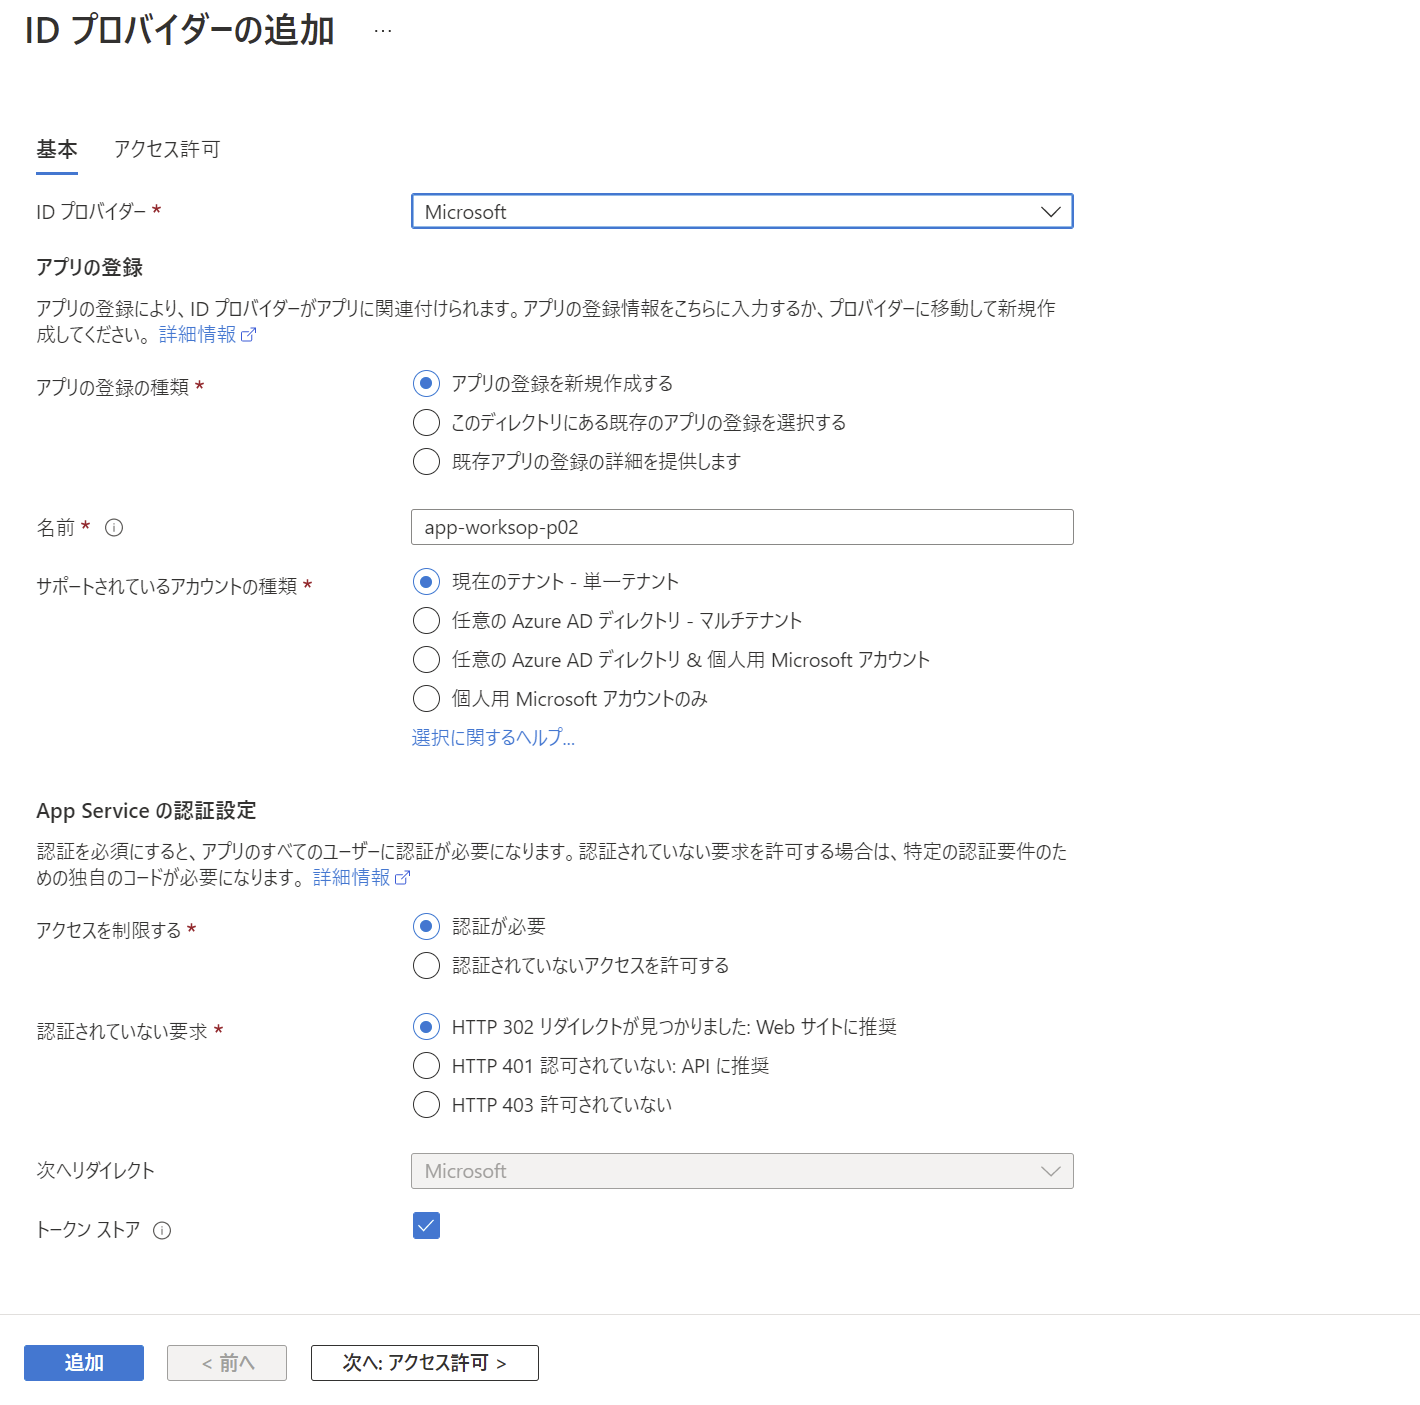 ID プロバイダーの追加 …
基本 アクセス許可
ID プロバイダー *
Microsoft
アプリの登録
アプリの登録により、ID プロバイダーがアプリに関連付けられます。アプリの登録情報をこちらに入力するか、プロバイダーに移動して新規作
成してください。 詳細情報
アプリの登録の種類 *
アプリの登録を新規作成する
このディレクトリにある既存のアプリの登録を選択する
既存アプリの登録の詳細を提供します
名前 *
app-worksop-p02
サポートされているアカウントの種類 *
現在のテナント - 単一テナント
任意の Azure AD ディレクトリ - マルチテナント
任意の Azure AD ディレクトリ & 個人用 Microsoft アカウント
個人用 Microsoft アカウントのみ
選択に関するヘルプ...
App Service の認証設定
認証を必須にすると、アプリのすべてのユーザーに認証が必要になります。認証されていない要求を許可する場合は、特定の認証要件のた
めの独自のコードが必要になります。 詳細情報
アクセスを制限する *
認証が必要
認証されていないアクセスを許可する
認証されていない要求 *
HTTP 302 リダイレクトが見つかりました: Web サイトに推奨
HTTP 401 認可されていない: API に推奨
HTTP 403 許可されていない
次へリダイレクト
Microsoft
トークン ストア
追加 < 前へ 次へ: アクセス許可 >